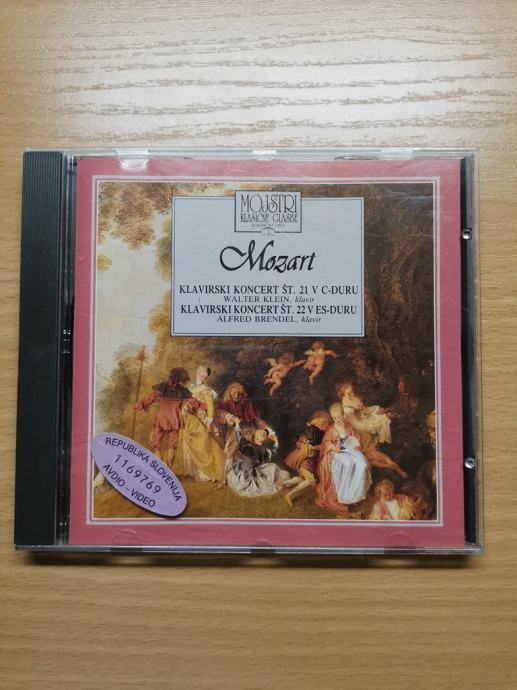 MOJSTRI
KLASIČNE GLASBE
Mozart
KLAVIRSKI KONCERT ŠT. 21 V C-DURU
WALTER KLEIN, klavir
KLAVIRSKI KONCERT ŠT. 22 V ES-DURU
ALFRED BRENDEL, klavir
REPUBLIKA SLOVENIJA
1169769
AVDIO - VIDEO